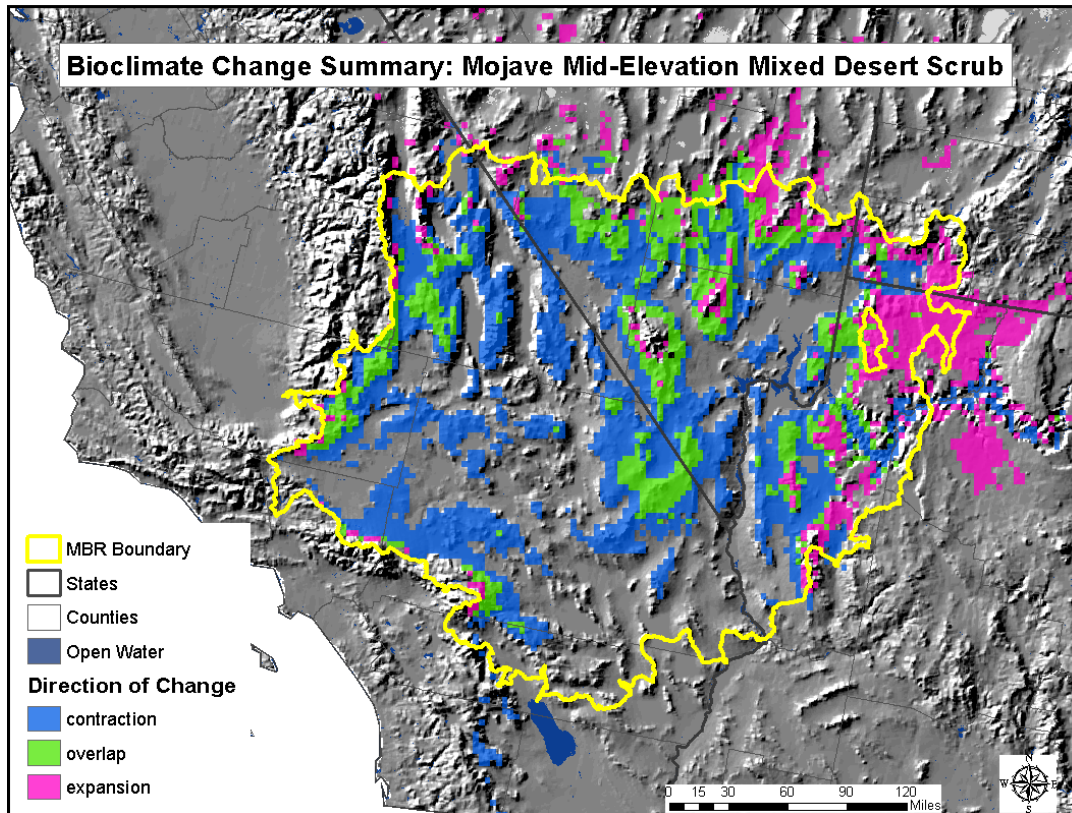 Bioclimate Change Summary: Mojave Mid-Elevation Mixed Desert Scrub
MBR Boundary
States
Counties
Open Water
Direction of Change
contraction
overlap
expansion
0 15 30 60 90 120
Miles
N
W E
S